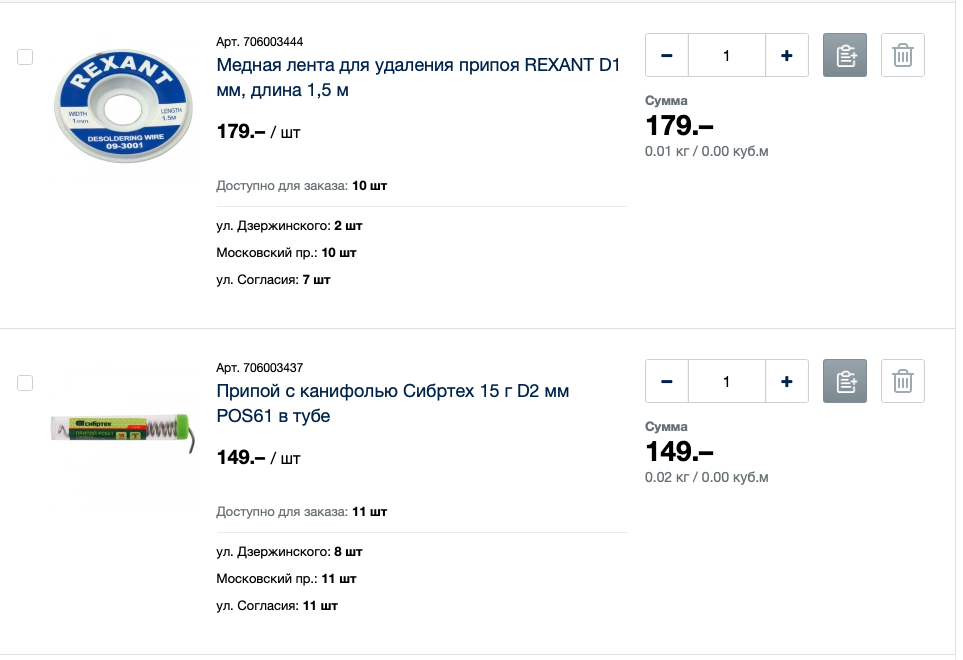 Арт. 706003444
Медная лента для удаления припоя REXANT D1
мм, длина 1,5 м
179.– / шт
Доступно для заказа: 10 шт
ул. Дзержинского: 2 шт
Московский пр.: 10 шт
ул. Согласия: 7 шт
REXANT
WIDTH
1mm
LENGTH
1.5M
DESOLDERING WIRE
09-3001
1
Сумма
179.–
0.01 кг / 0.00 куб.м
Арт. 706003437
Припой с канифолью Сибртех 15 г D2 мм
POS61 в тубе
149.– / шт
Доступно для заказа: 11 шт
ул. Дзержинского: 8 шт
Московский пр.: 11 шт
ул. Согласия: 11 шт
сибртех
1
Сумма
149.–
0.02 кг / 0.00 куб.м